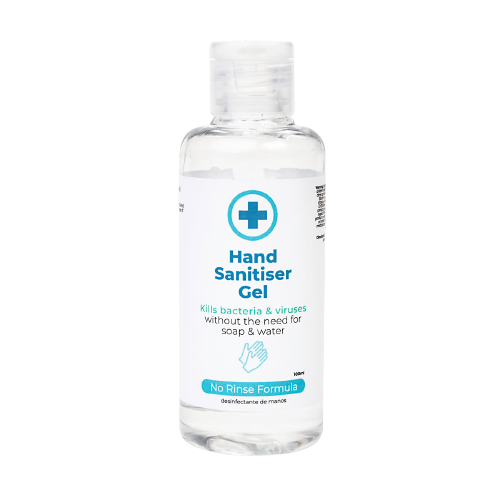 Hand
Sanitiser
Gel
Kills bacteria & viruses
without the need for
soap & water
100ml
No Rinse Formula
desinfectante de manos